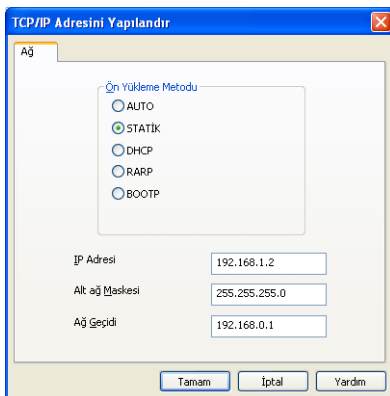 TCP/IP Adresini Yapılandır
Ağ
Ön Yükleme Metodu
AUTO
STATİK
DHCP
RARP
BOOTP
IP Adresi 192.168.1.2
Alt ağ Maskesi 255.255.255.0
Ağ Geçidi 192.168.0.1
Tamam İptal Yardım